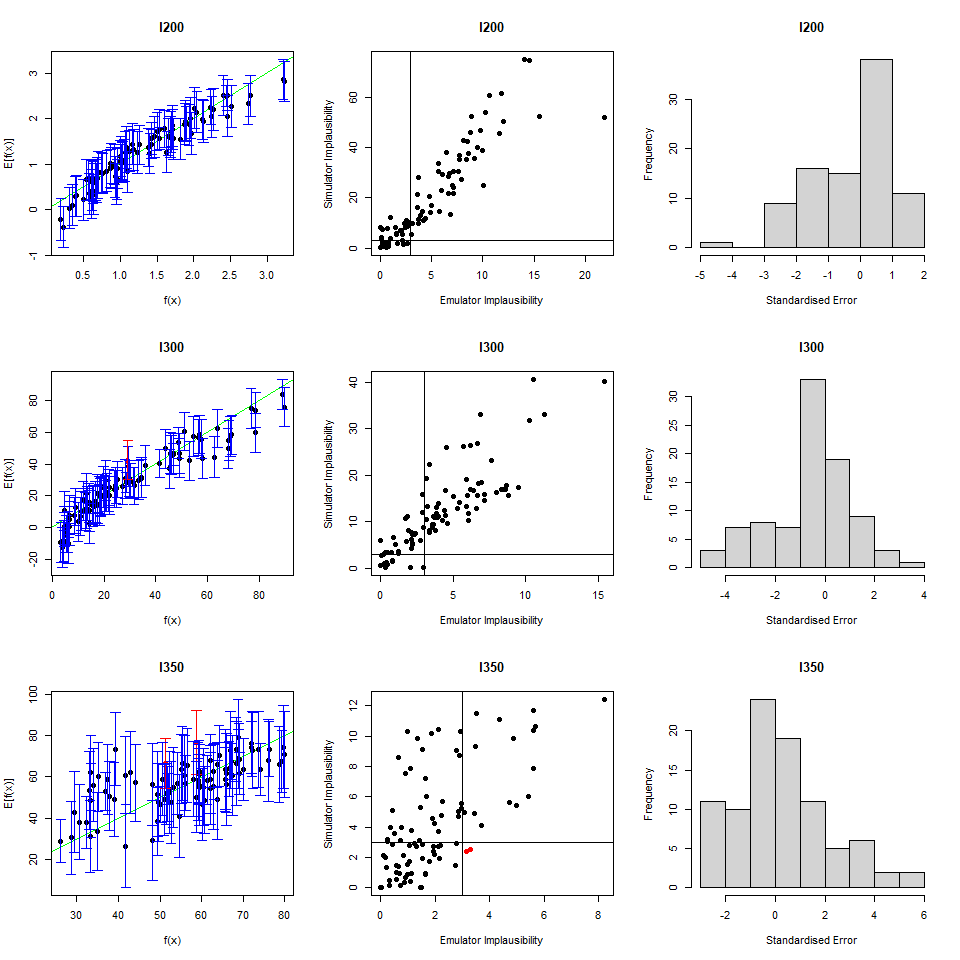 I200
I200
I200
E[f(x)]
-1 0 1 2 3
0.5 1.0 1.5 2.0 2.5 3.0
f(x)
Simulator Implausibility
0 20 40 60
0 5 10 15 20
Emulator Implausibility
Frequency
0 10 20 30
-5 -4 -3 -2 -1 0 1 2
Standardised Error
I300
I300
I300
E[f(x)]
-20 0 20 40 60 80
0 20 40 60 80
f(x)
Simulator Implausibility
0 10 20 30 40
0 5 10 15
Emulator Implausibility
Frequency
0 5 10 15 20 25 30
-4 -2 0 2 4
Standardised Error
I350
I350
I350
E[f(x)]
20 40 60 80 100
30 40 50 60 70 80
f(x)
Simulator Implausibility
0 2 4 6 8 10 12
0 2 4 6 8
Emulator Implausibility
Frequency
0 5 10 15 20
-2 0 2 4 6
Standardised Error